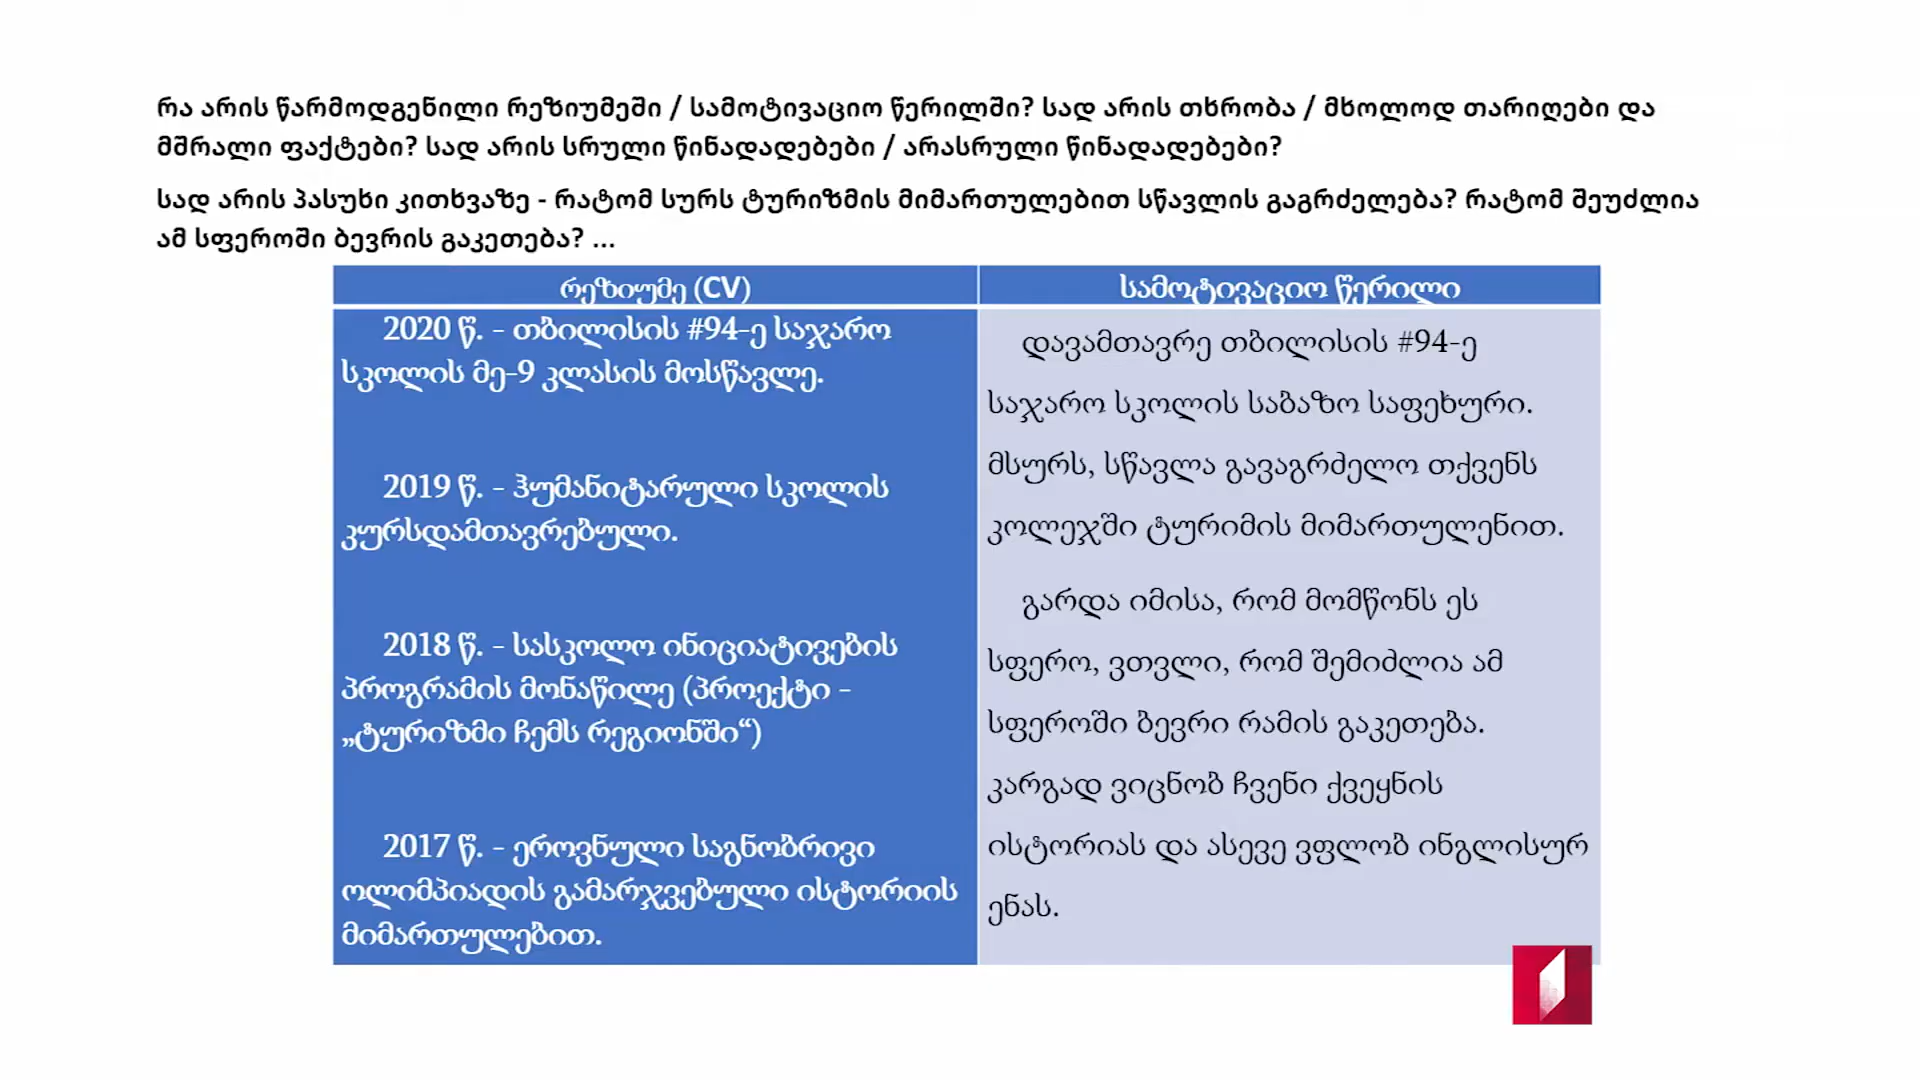 რა არის წარმოდგენილი რეზიუმეში / სამოტივაციო წერილში? სად არის თხრობა / მხოლოდ თარიღები და
მშრალი ფაქტები? სად არის სრული წინადადებები / არასრული წინადადებები?
სად არის პასუხი კითხვაზე - რატომ სურს ტურიზმის მიმართულებით სწავლის გაგრძელება? რატომ შეუძლია
ამ სფეროში ბევრის გაკეთება? ...
რეზიუმე (CV)
2020 წ. - თბილისის #94-ე საჯარო
სკოლის მე-9 კლასის მოსწავლე.
2019 წ. - ჰუმანიტარული სკოლის
კურსდამთავრებული.
2018 წ. - სასკოლო ინიციატივების
პროგრამის მონაწილე (პროექტი -
„ტურიზმი ჩემს რეგიონში“)
2017 წ. - ეროვნული საგნობრივი
ოლიმპიადის გამარჯვებული ისტორიის
მიმართულებით.
სამოტივაციო წერილი
დავამთავრე თბილისის #94-ე
საჯარო სკოლის საბაზო საფეხური.
მსურს, სწავლა გავაგრძელო თქვენს
კოლეჯში ტურიმის მიმართულენით.
გარდა იმისა, რომ მომწონს ეს
სფერო, ვთვლი, რომ შემიძლია ამ
სფეროში ბევრი რამის გაკეთება.
კარგად ვიცნობ ჩვენი ქვეყნის
ისტორიას და ასევე ვფლობ ინგლისურ
ენას.